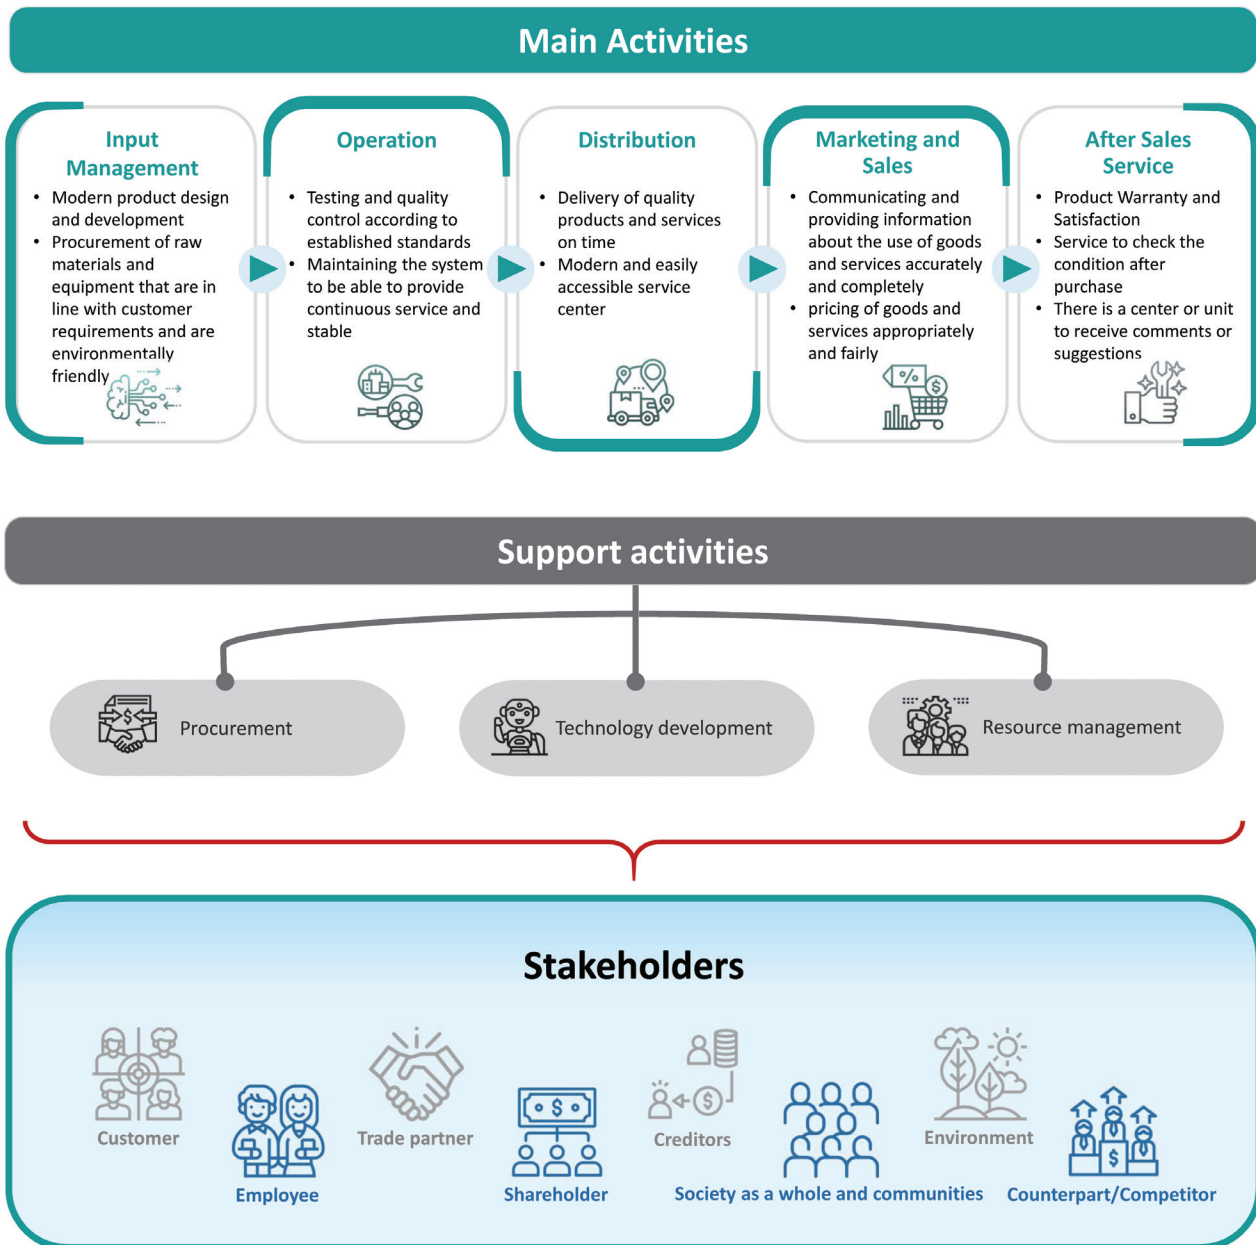 Main Activities
Input
Management
• Modern product design
and development
• Procurement of raw
materials and
equipment that are in
line with customer
requirements and are
environmentally
friendly
Operation
• Testing and quality
control according to
established standards
• Maintaining the system
to be able to provide
continuous service and
stable
Distribution
• Delivery of quality
products and services
on time
• Modern and easily
accessible service
center
Marketing and
Sales
• Communicating and
providing information
about the use of goods
and services accurately
and completely
• pricing of goods and
services appropriately
and fairly
After Sales
Service
• Product Warranty and
Satisfaction
• Service to check the
condition after
purchase
• There is a center or unit
to receive comments or
suggestions
Support activities
Procurement
Technology development
Resource management
Stakeholders
Customer
Employee
Trade partner
Shareholder
Creditors
Society as a whole and communities
Environment
Counterpart/Competitor